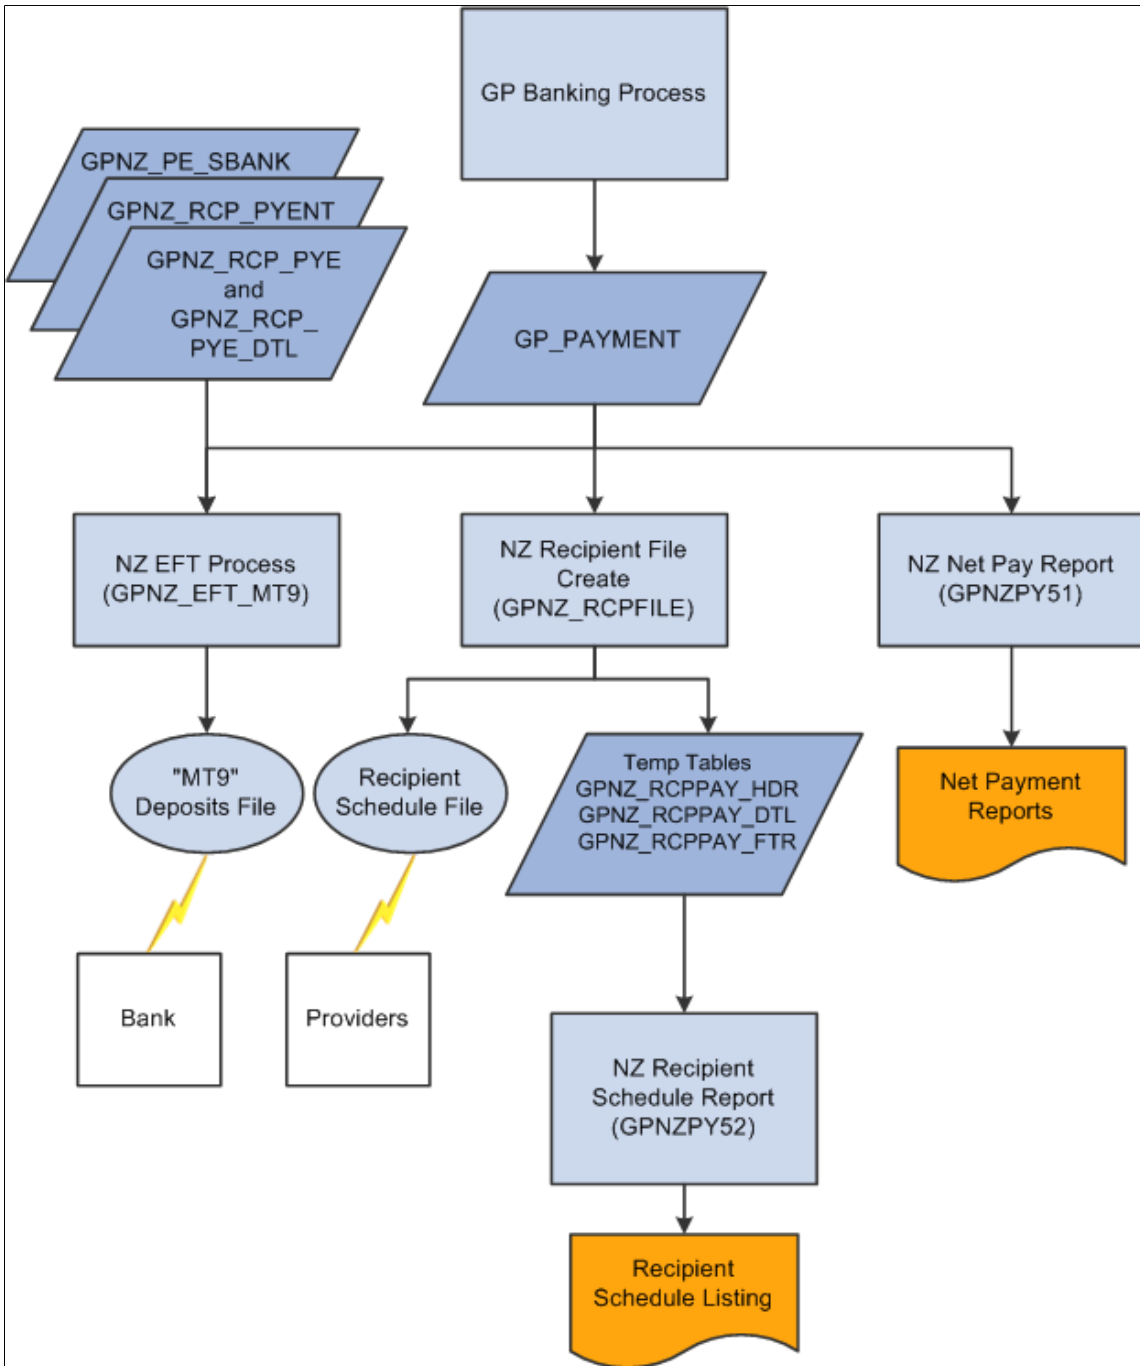 GP Banking Process
GPNZ_PE_SBANK
GPNZ_RCP_PYENT
GPNZ_RCP_PYE
and
GPNZ_RCP_
PYE_DTL
GP_PAYMENT
NZ EFT Process
(GPNZ_EFT_MT9)
NZ Recipient File
Create
(GPNZ_RCPFILE)
NZ Net Pay Report
(GPNZPY51)
"MT9"
Deposits File
Recipient
Schedule File
Temp Tables
GPNZ_RCPPAY_HDR
GPNZ_RCPPAY_DTL
GPNZ_RCPPAY_FTR
Net Payment
Reports
Bank
Providers
NZ Recipient
Schedule Report
(GPNZPY52)
Recipient
Schedule Listing